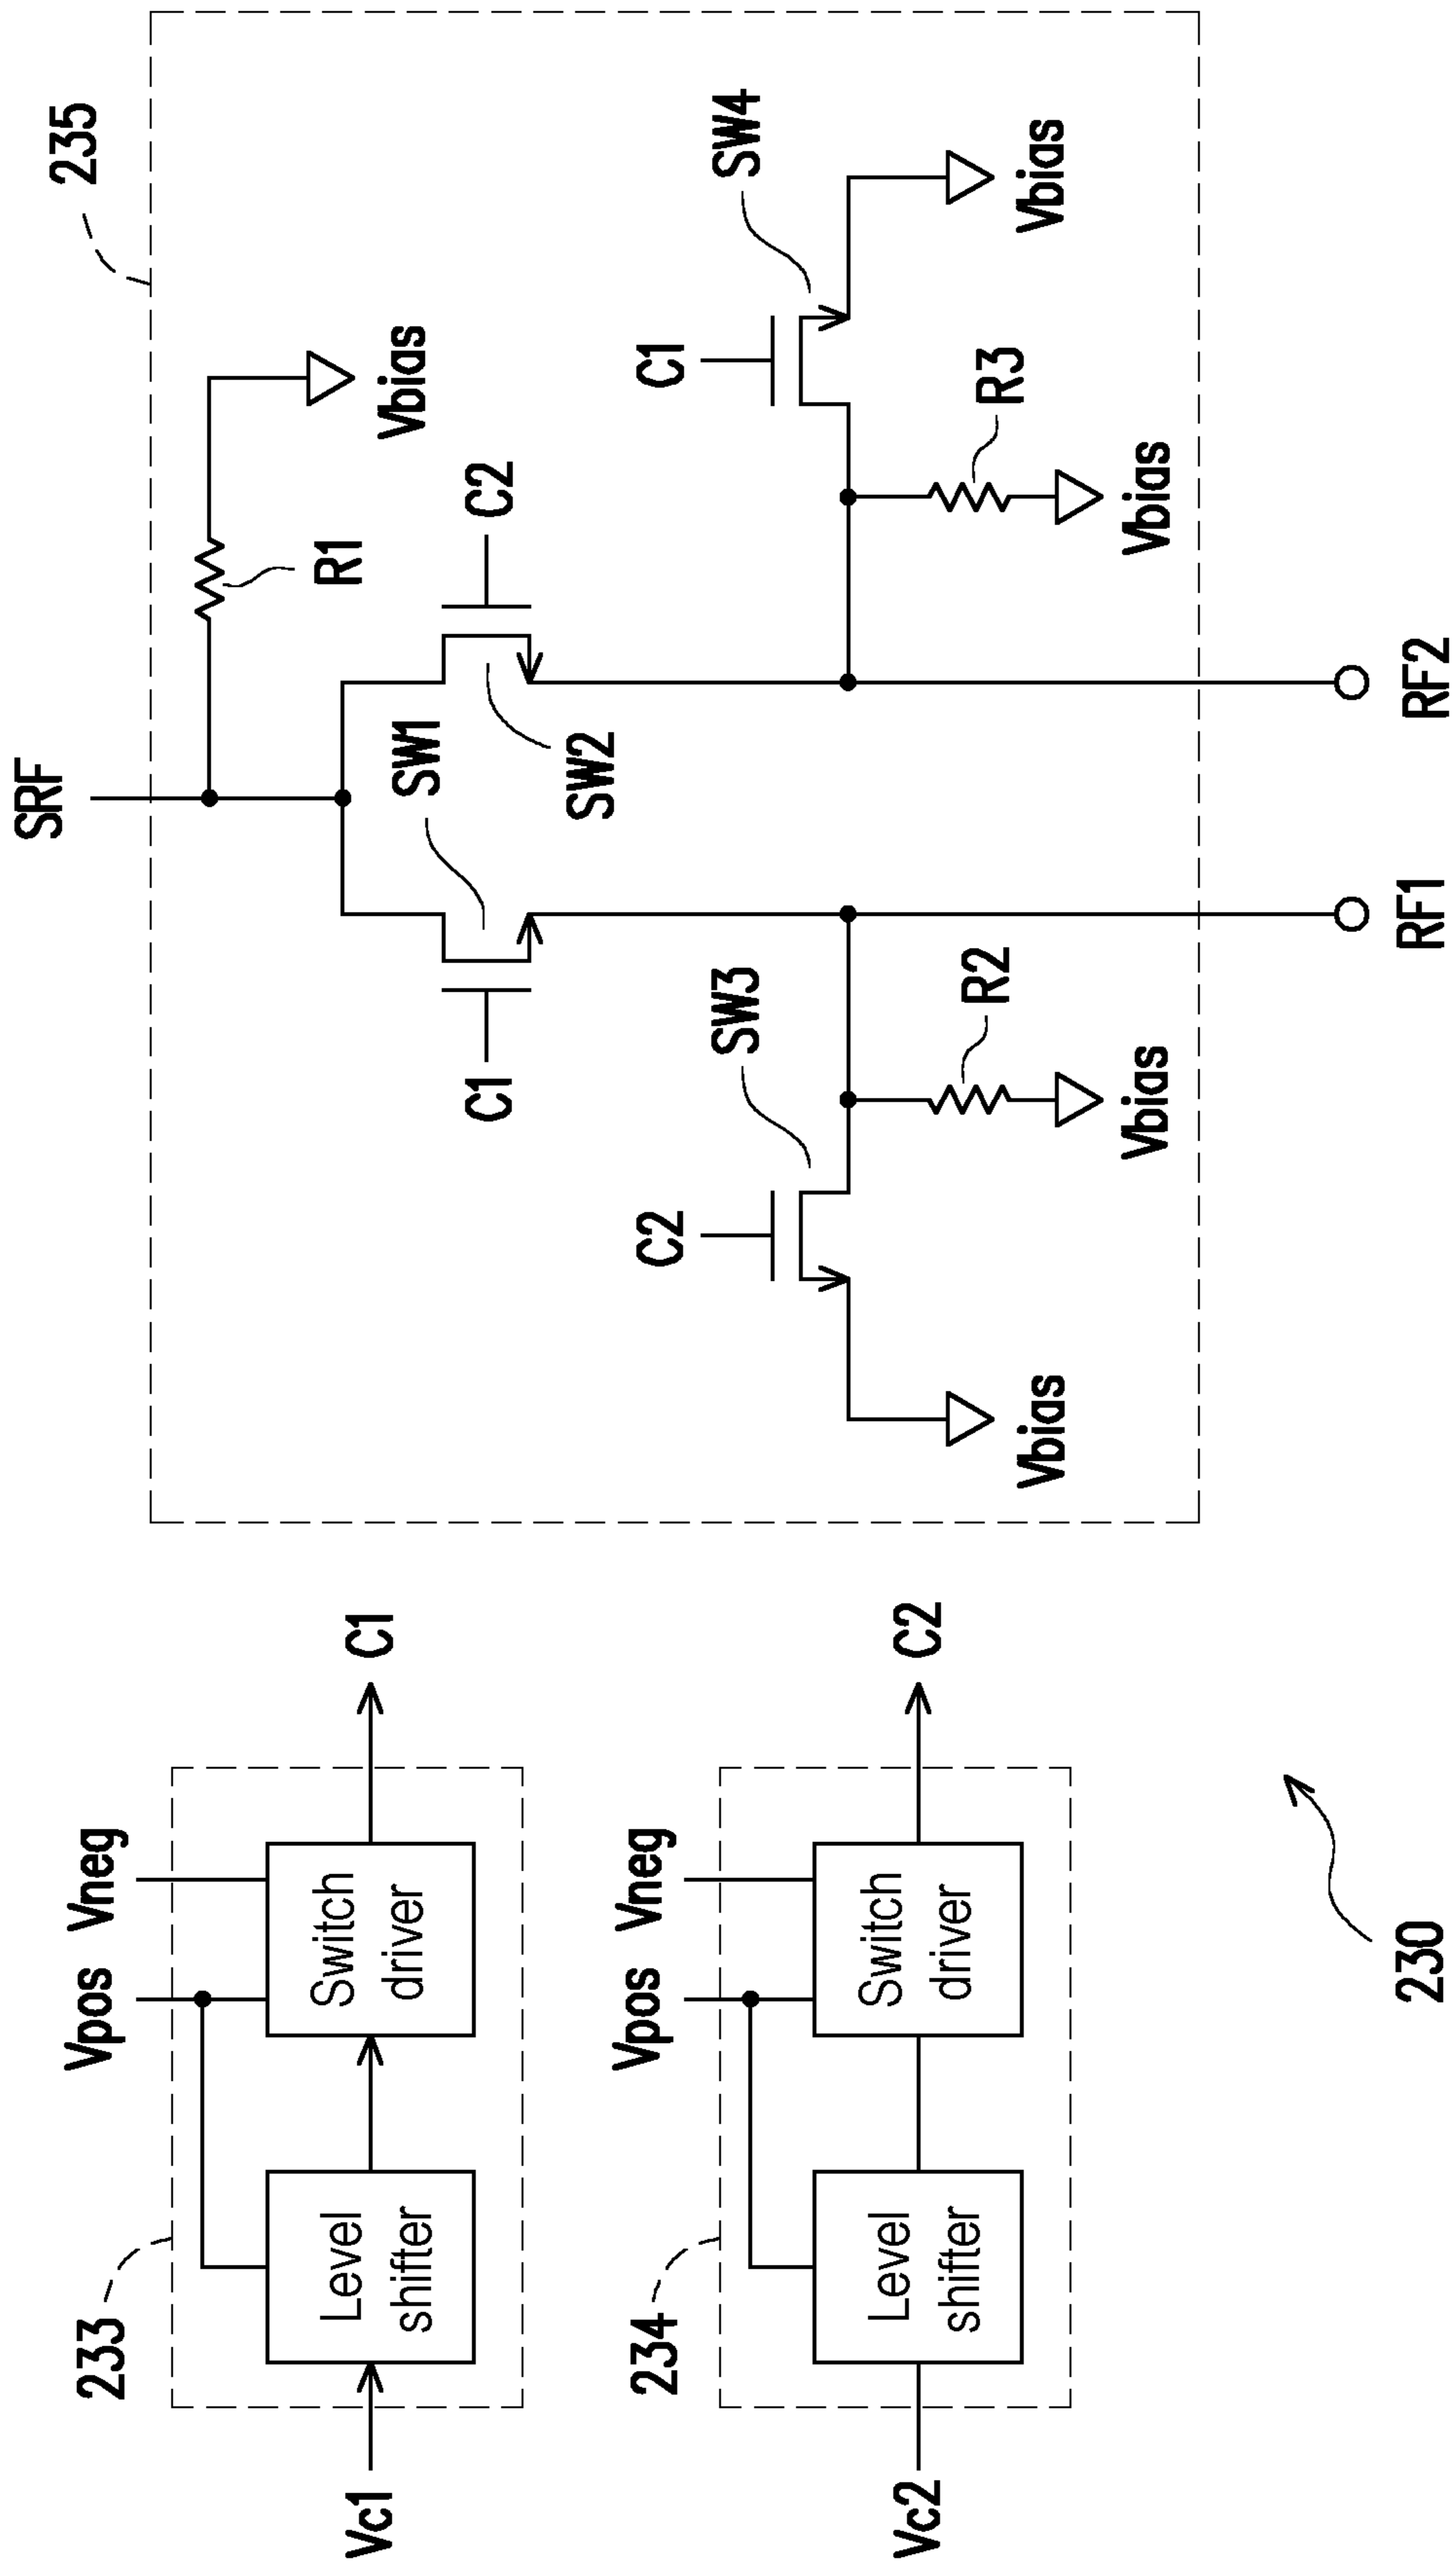 233
Vpos
Vneg
Vc1
Level
shifter
Switch
driver
C1
234
Vpos
Vneg
Vc2
Level
shifter
Switch
driver
C2
230
235
SRF
R1
Vbias
C1
SW1
SW2
C2
C2
SW3
C1
SW4
Vbias
R2
Vbias
R3
Vbias
Vbias
RF1
RF2